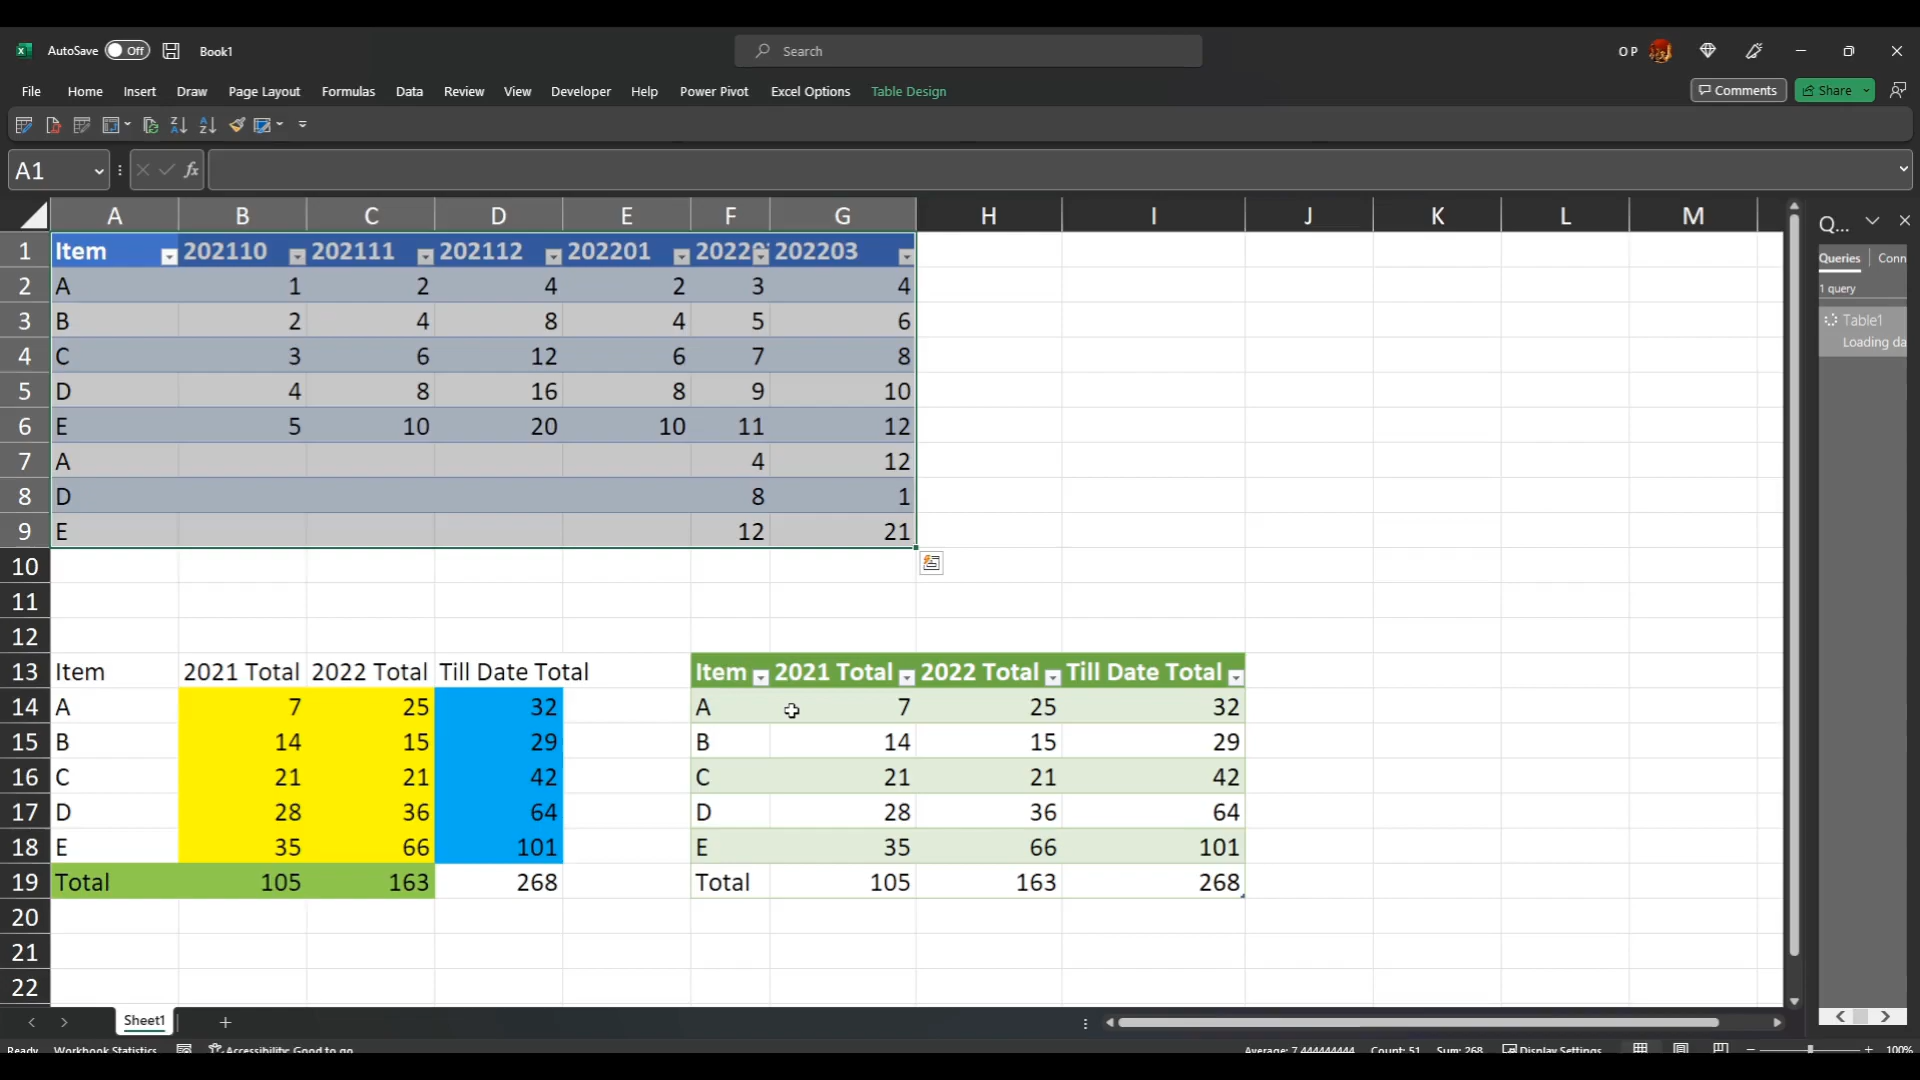 AutoSave Off Book1 Search O P
File Home Insert Draw Page Layout Formulas Data Review View Developer Help Power Pivot Excel Options Table Design Comments Share
A1 fx
A B C D E F G H I J K L M
1 Item 202110 202111 202112 202201 20220 202203
2 A 1 2 4 2 3 4
3 B 2 4 8 4 5 6
4 C 3 6 12 6 7 8
5 D 4 8 16 8 9 10
6 E 5 10 20 10 11 12
7 A 4 12
8 D 8 1
9 E 12 21
10
11
12
13 Item 2021 Total 2022 Total Till Date Total Item 2021 Total 2022 Total Till Date Total
14 A 7 25 32 A 7 25 32
15 B 14 15 29 B 14 15 29
16 C 21 21 42 C 21 21 42
17 D 28 36 64 D 28 36 64
18 E 35 66 101 E 35 66 101
19 Total 105 163 268 Total 105 163 268
20
21
22
Q...
Queries Conn
1 query
Table1
Loading da
Sheet1
Ready Workbook Statistics Accessibility: Good to go Average: 7.444444444 Count: 51 Sum: 268 Display Settings 100%